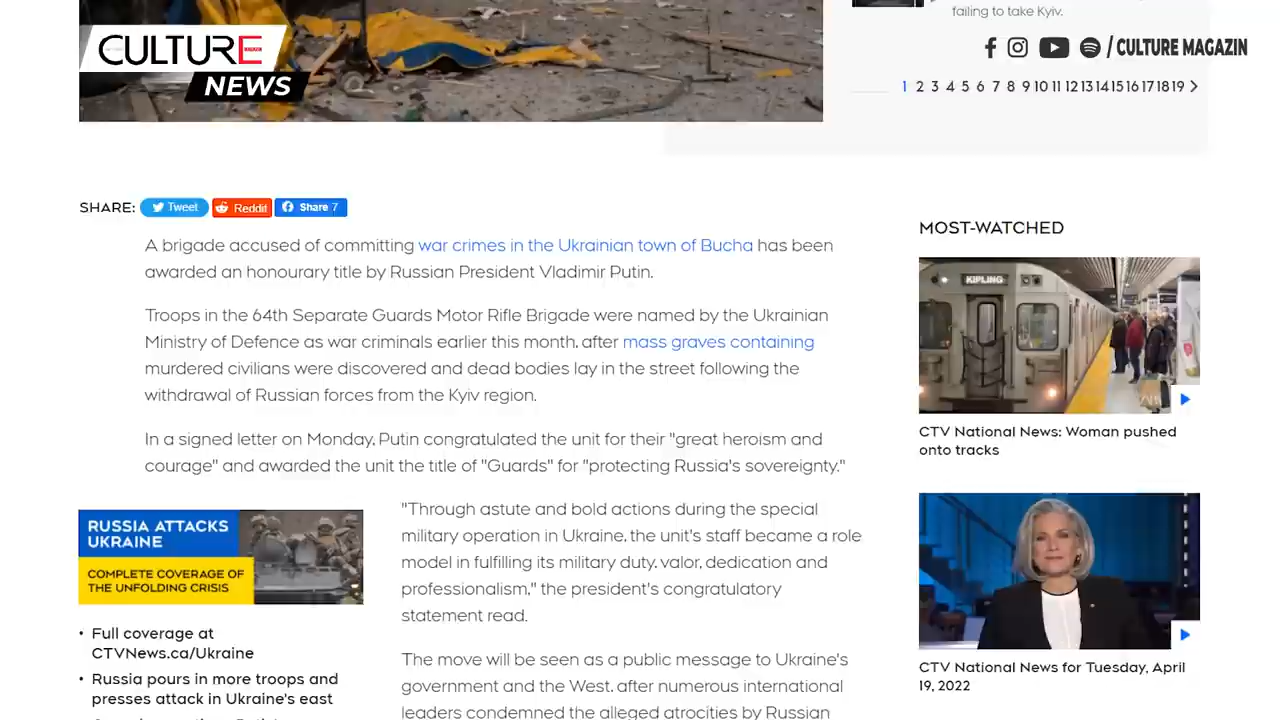 failing to take Kyiv.
CULTURE
NEWS
/ CULTURE MAGAZIN
1 2 3 4 5 6 7 8 9 10 11 12 13 14 15 16 17 18 19
SHARE: Tweet Reddit Share 7
A brigade accused of committing war crimes in the Ukrainian town of Bucha has been
awarded an honourary title by Russian President Vladimir Putin.
Troops in the 64th Separate Guards Motor Rifle Brigade were named by the Ukrainian
Ministry of Defence as war criminals earlier this month, after mass graves containing
murdered civilians were discovered and dead bodies lay in the street following the
withdrawal of Russian forces from the Kyiv region.
In a signed letter on Monday, Putin congratulated the unit for their "great heroism and
courage" and awarded the unit the title of "Guards" for "protecting Russia's sovereignty."
"Through astute and bold actions during the special
military operation in Ukraine, the unit's staff became a role
model in fulfilling its military duty, valor, dedication and
professionalism," the president's congratulatory
statement read.
The move will be seen as a public message to Ukraine's
government and the West, after numerous international
leaders condemned the alleged atrocities by Russian
RUSSIA ATTACKS
UKRAINE
COMPLETE COVERAGE OF
THE UNFOLDING CRISIS
• Full coverage at
CTVNews.ca/Ukraine
• Russia pours in more troops and
presses attack in Ukraine's east
MOST-WATCHED
KIPLING
CTV National News: Woman pushed
onto tracks
CTV National News for Tuesday, April
19, 2022